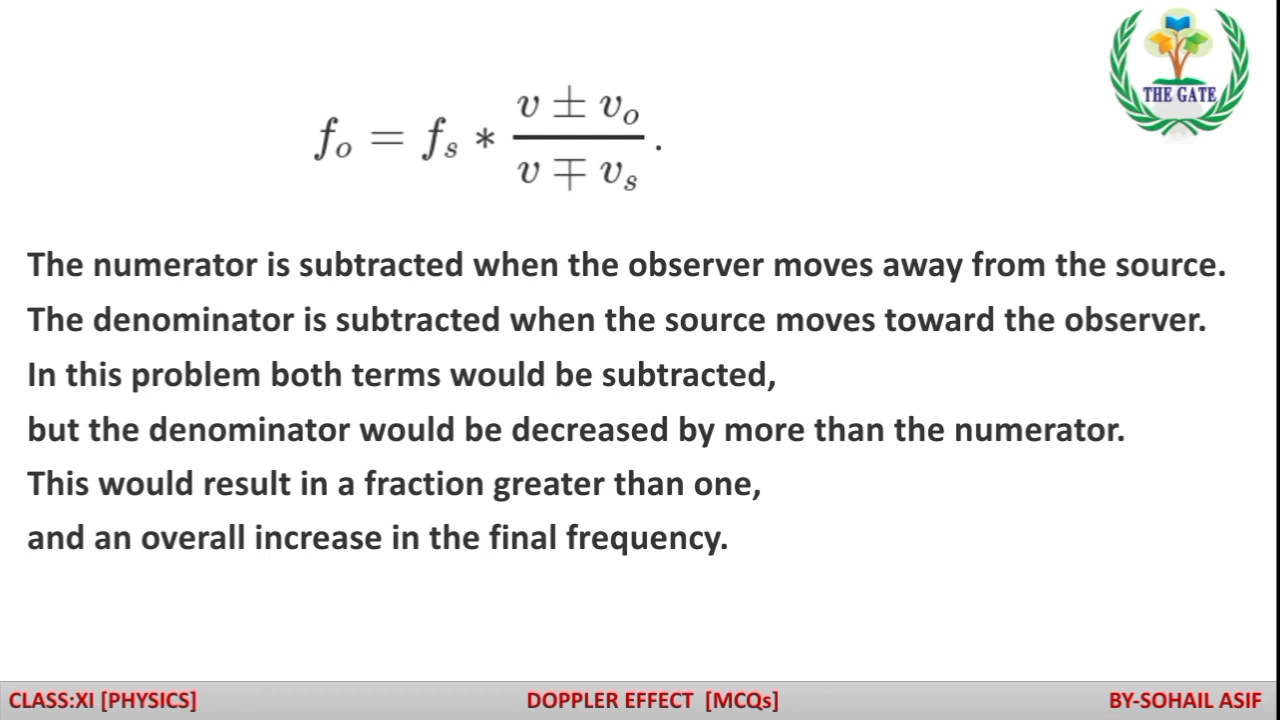 THE GATE
fₒ = fₛ * (v ± vₒ)/(v ∓ vₛ).
The numerator is subtracted when the observer moves away from the source.
The denominator is subtracted when the source moves toward the observer.
In this problem both terms would be subtracted,
but the denominator would be decreased by more than the numerator.
This would result in a fraction greater than one,
and an overall increase in the final frequency.
CLASS:XI [PHYSICS] DOPPLER EFFECT [MCQs] BY-SOHAIL ASIF